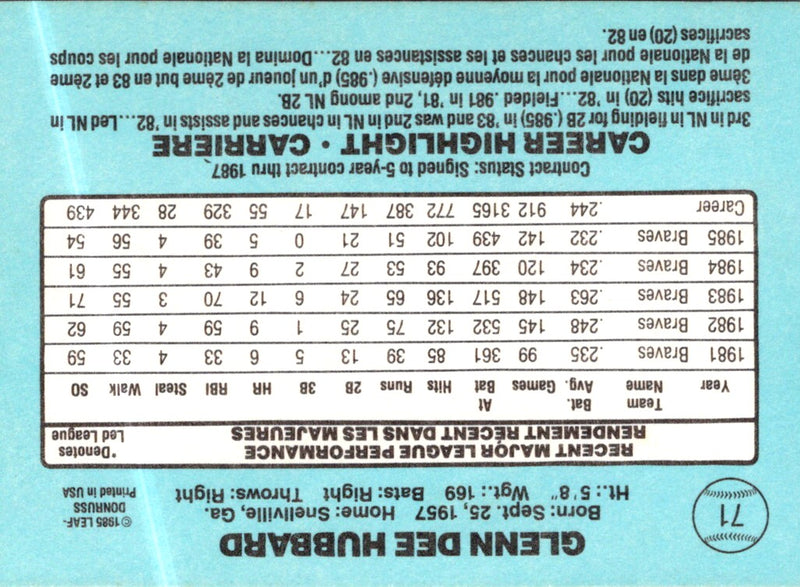 71
GLENN DEE HUBBARD
Born: Sept. 25, 1957 Home: Snellville, Ga.
Ht.: 5'8" Wgt.: 169 Bats: Right Throws: Right
©1985 LEAF-
DONRUSS
Printed in USA
RECENT MAJOR LEAGUE PERFORMANCE
RENDEMENT RÉCENT DANS LES MAJEURES
*Denotes
Led League
Year Team Name Bat. Avg. Games At Bat Hits Runs 2B 3B HR RBI Steal Walk SO
1981 Braves .235 99 361 85 39 13 5 6 33 4 33 59
1982 Braves .248 145 532 132 75 25 1 9 59 4 59 62
1983 Braves .263 148 517 136 65 24 6 12 70 3 55 71
1984 Braves .234 120 397 93 53 27 2 9 43 4 55 61
1985 Braves .232 142 439 102 51 21 0 5 39 4 56 54
Career .244 912 3165 772 387 147 17 55 329 28 344 439
Contract Status: Signed to 5-year contract thru 1987.
CAREER HIGHLIGHT • CARRIERE
3rd in NL in fielding for 2B (.985) in '83 and was 2nd in NL in chances and assists in '82...Led NL in
sacrifice hits (20) in '82...Fielded .981 in '81, 2nd among NL 2B.
3ème dans la Nationale pour la moyenne défensive (.985) d'un joueur de 2ème but en 83 et 2ème
de la Nationale pour les chances et les assistances en 82...Domina la Nationale pour les coups
sacrifices (20) en 82.